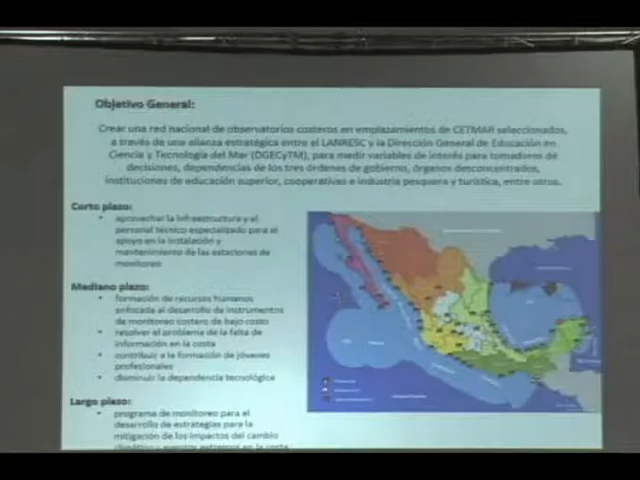 Objetivo General:
Crear una red nacional de observatorios costeros en emplazamientos de CETMAR seleccionados,
a través de una alianza estratégica entre el LANRESC y la Dirección General de Educación en
Ciencia y Tecnología del Mar (DGECyTM), para medir variables de interés para tomadores de
decisiones, dependencias de los tres órdenes de gobierno, órganos desconcentrados,
instituciones de educación superior, cooperativas e industria pesquera y turística, entre otros.
Corto plazo:
• aprovechar la infraestructura y el
personal técnico especializado para el
apoyo en la instalación y
mantenimiento de las estaciones de
monitoreo
Mediano plazo:
• formación de recursos humanos
enfocada al desarrollo de instrumentos
de monitoreo costero de bajo costo
• resolver el problema de la falta de
información en la costa
• contribuir a la formación de jóvenes
profesionales
• disminuir la dependencia tecnológica
Largo plazo:
• programa de monitoreo para el
desarrollo de estrategias para la
mitigación de los impactos del cambio
climático y eventos extremos en la costa